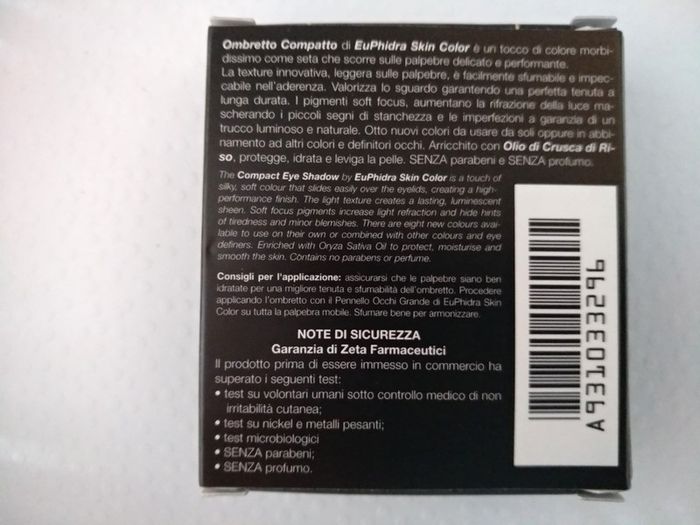 Ombretto Compatto di EuPhidra Skin Color è un tocco di colore morbi-
dissimo come seta che scorre sulle palpebre delicato e performante.
La texture innovativa, leggera sulle palpebre, è facilmente sfumabile e impec-
cabile nell'aderenza. Valorizza lo sguardo garantendo una perfetta tenuta a
lunga durata. I pigmenti soft focus, aumentano la rifrazione della luce ma-
scherando i piccoli segni di stanchezza e le imperfezioni a garanzia di un
trucco luminoso e naturale. Otto nuovi colori da usare da soli oppure in abbi-
namento ad altri colori e definitori occhi. Arricchito con Olio di Crusca di Ri-
so, protegge, idrata e leviga la pelle. SENZA parabeni e SENZA profumo.
The Compact Eye Shadow by EuPhidra Skin Color is a touch of
silky, soft colour that slides easily over the eyelids, creating a high-
performance finish. The light texture creates a lasting, luminescent
sheen. Soft focus pigments increase light refraction and hide hints
of tiredness and minor blemishes. There are eight new colours avai-
lable to use on their own or combined with other colours and eye
definers. Enriched with Oryza Sativa Oil to protect, moisturise and
smooth the skin. Contains no parabens or perfume.
Consigli per l'applicazione: assicurarsi che le palpebre siano ben
idratate per una migliore tenuta e sfumabilità dell'ombretto. Procedere
applicando l'ombretto con il Pennello Occhi Grande di EuPhidra Skin
Color su tutta la palpebra mobile. Sfumare bene per armonizzare.
NOTE DI SICUREZZA
Garanzia di Zeta Farmaceutici
Il prodotto prima di essere immesso in commercio ha
superato i seguenti test:
• test su volontari umani sotto controllo medico di non
irritabilità cutanea;
• test su nickel e metalli pesanti;
• test microbiologici
• SENZA parabeni;
• SENZA profumo.
A913013296